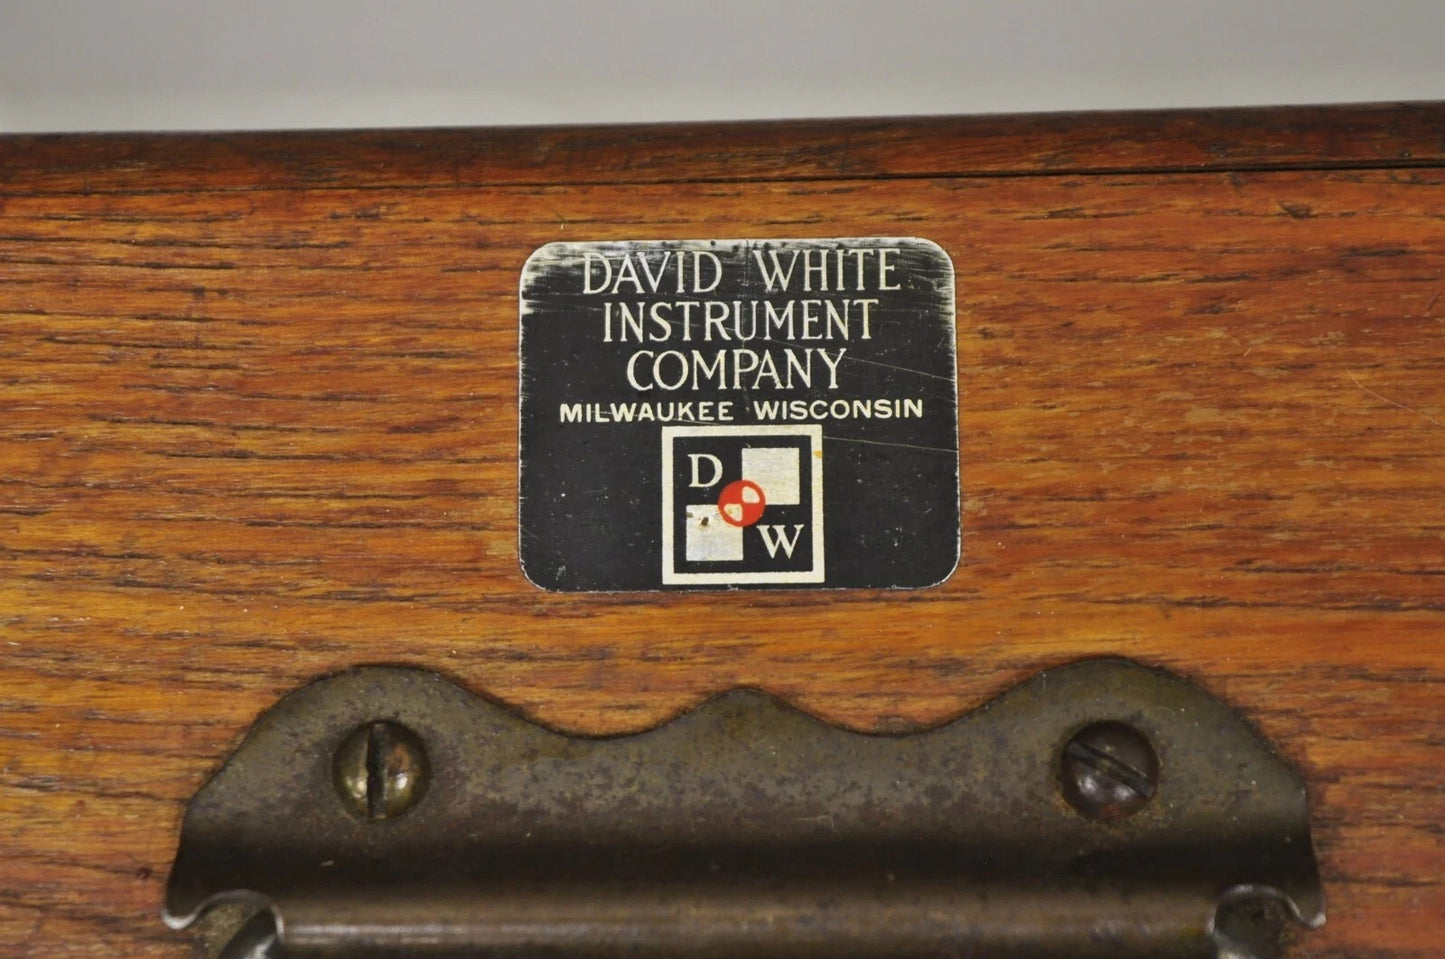 DAVID WHITE
INSTRUMENT
COMPANY
MILWAUKEE WISCONSIN
D
W